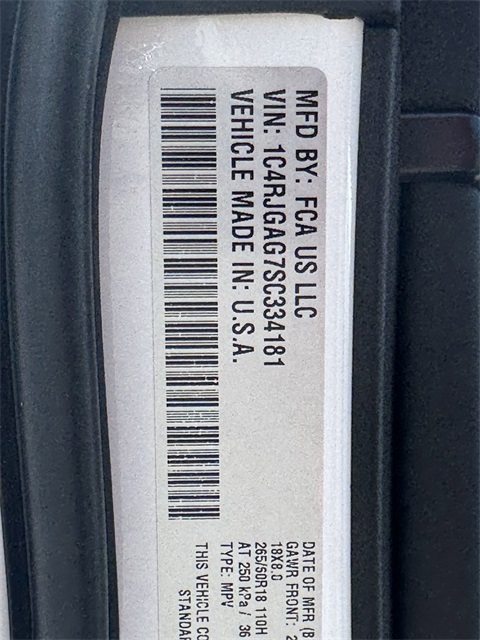 MFD BY: FCA US LLC
VIN: 1C4RJGAG7SC334181
VEHICLE MADE IN: U.S.A.
DATE OF MFR
GAWR FRONT:
18X8.0
265/50R18 110H
AT 250 kPa / 36
TYPE: MPV
THIS VEHICLE